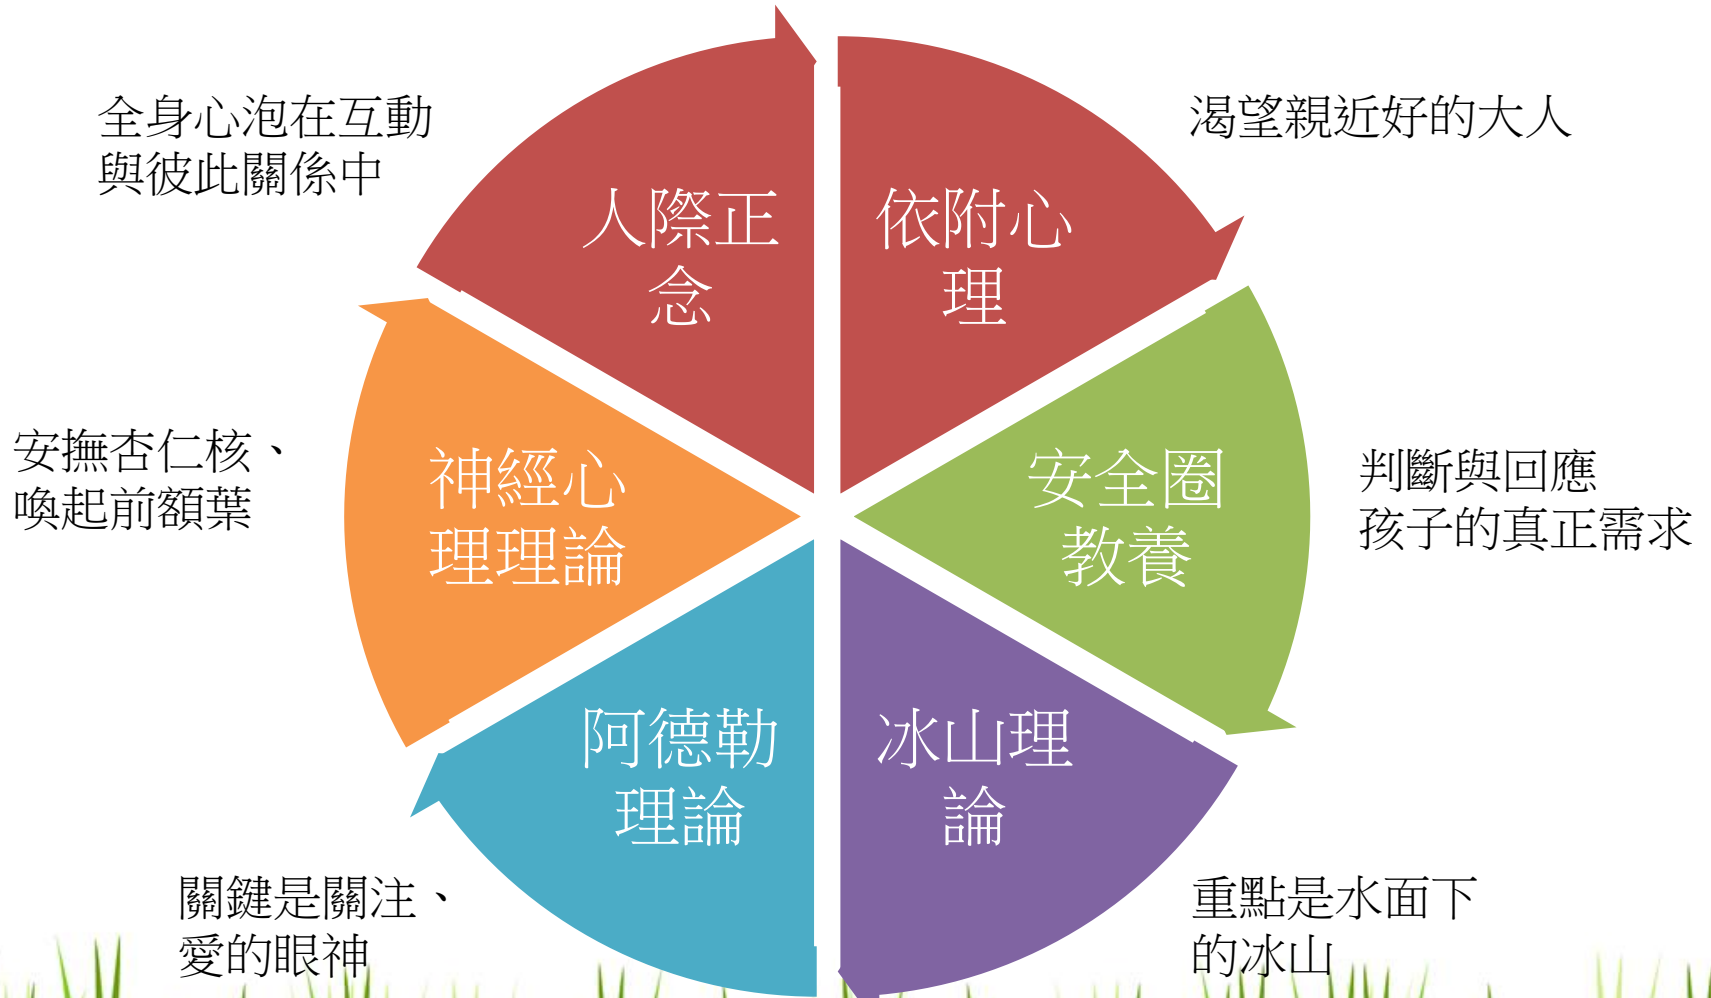 全身心泡在互動
與彼此關係中
渴望親近好的大人
人際正
念
依附心
理
安撫杏仁核、
喚起前額葉
神經心
理理論
安全圈
教養
判斷與回應
孩子的真正需求
阿德勒
理論
冰山理
論
關鍵是關注、
愛的眼神
重點是水面下
的冰山